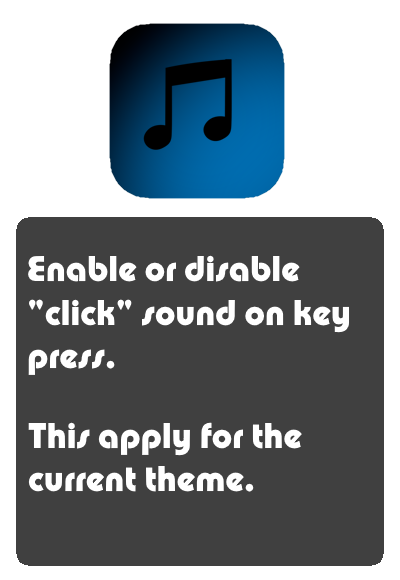 Enable or disable
"click" sound on key
press.
This apply for the
current theme.